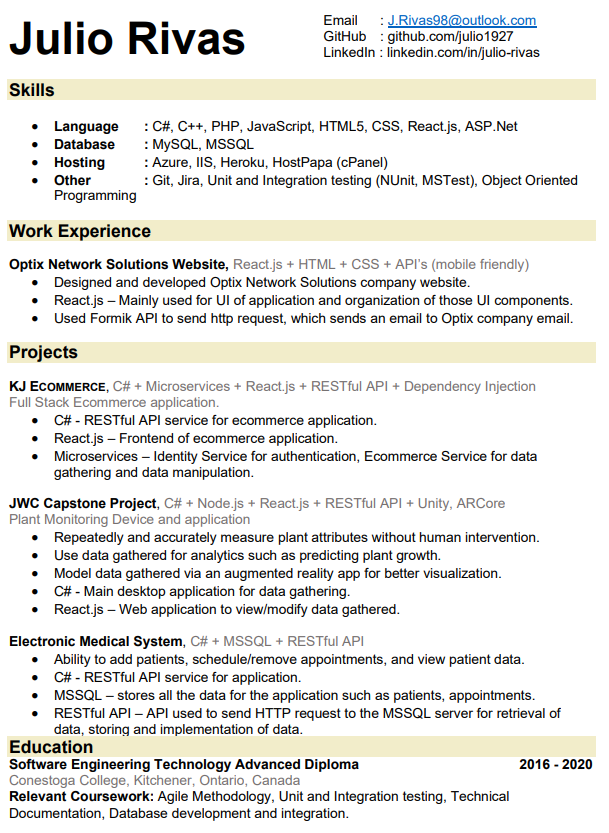 Julio Rivas
Email : J.Rivas98@outlook.com
GitHub : github.com/julio1927
LinkedIn : linkedin.com/in/julio-rivas
Skills
• Language : C#, C++, PHP, JavaScript, HTML5, CSS, React.js, ASP.Net
• Database : MySQL, MSSQL
• Hosting : Azure, IIS, Heroku, HostPapa (cPanel)
• Other : Git, Jira, Unit and Integration testing (NUnit, MSTest), Object Oriented
Programming
Work Experience
Optix Network Solutions Website, React.js + HTML + CSS + API's (mobile friendly)
• Designed and developed Optix Network Solutions company website.
• React.js – Mainly used for UI of application and organization of those UI components.
• Used Formik API to send http request, which sends an email to Optix company email.
Projects
KJ ECOMMERCE, C# + Microservices + React.js + RESTful API + Dependency Injection
Full Stack Ecommerce application.
• C# - RESTful API service for ecommerce application.
• React.js – Frontend of ecommerce application.
• Microservices – Identity Service for authentication, Ecommerce Service for data
gathering and data manipulation.
JWC Capstone Project, C# + Node.js + React.js + RESTful API + Unity, ARCore
Plant Monitoring Device and application
• Repeatedly and accurately measure plant attributes without human intervention.
• Use data gathered for analytics such as predicting plant growth.
• Model data gathered via an augmented reality app for better visualization.
• C# - Main desktop application for data gathering.
• React.js – Web application to view/modify data gathered.
Electronic Medical System, C# + MSSQL + RESTful API
• Ability to add patients, schedule/remove appointments, and view patient data.
• C# - RESTful API service for application.
• MSSQL – stores all the data for the application such as patients, appointments.
• RESTful API – API used to send HTTP request to the MSSQL server for retrieval of
data, storing and implementation of data.
Education
Software Engineering Technology Advanced Diploma 2016 - 2020
Conestoga College, Kitchener, Ontario, Canada
Relevant Coursework: Agile Methodology, Unit and Integration testing, Technical
Documentation, Database development and integration.